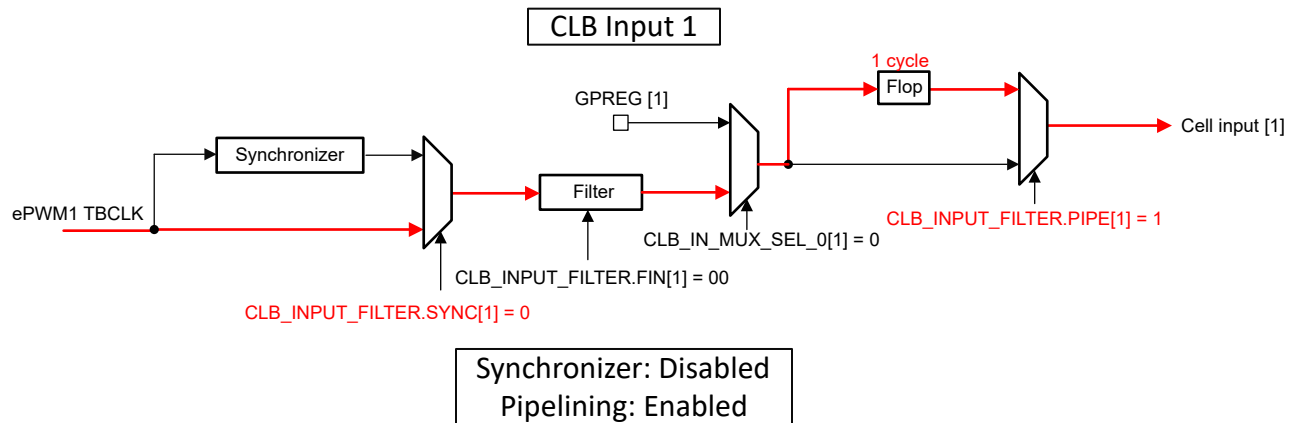 CLB Input 1
1 cycle
Flop
GPREG [1]
Cell input [1]
Synchronizer
Filter
ePWM1 TBCLK
CLB_INPUT_FILTER.PIPE[1] = 1
CLB_IN_MUX_SEL_0[1] = 0
CLB_INPUT_FILTER.FIN[1] = 00
CLB_INPUT_FILTER.SYNC[1] = 0
Synchronizer: Disabled
Pipelining: Enabled